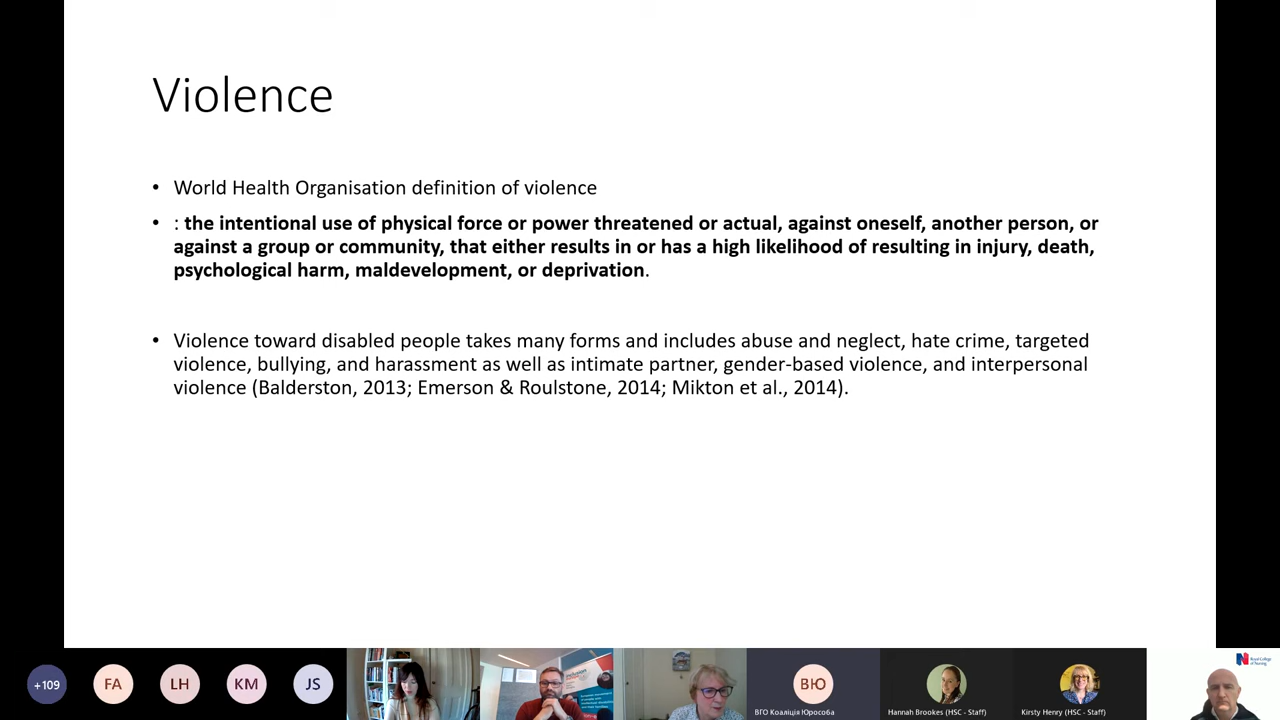 Violence
• World Health Organisation definition of violence
• : the intentional use of physical force or power threatened or actual, against oneself, another person, or
against a group or community, that either results in or has a high likelihood of resulting in injury, death,
psychological harm, maldevelopment, or deprivation.
• Violence toward disabled people takes many forms and includes abuse and neglect, hate crime, targeted
violence, bullying, and harassment as well as intimate partner, gender-based violence, and interpersonal
violence (Balderston, 2013; Emerson & Roulstone, 2014; Mikton et al., 2014).
+109
FA
LH
KM
JS
ВЮ
ВГО Коаліція Юрособа
Hannah Brookes (HSC - Staff)
Kirsty Henry (HSC - Staff)
Royal College
of Nursing